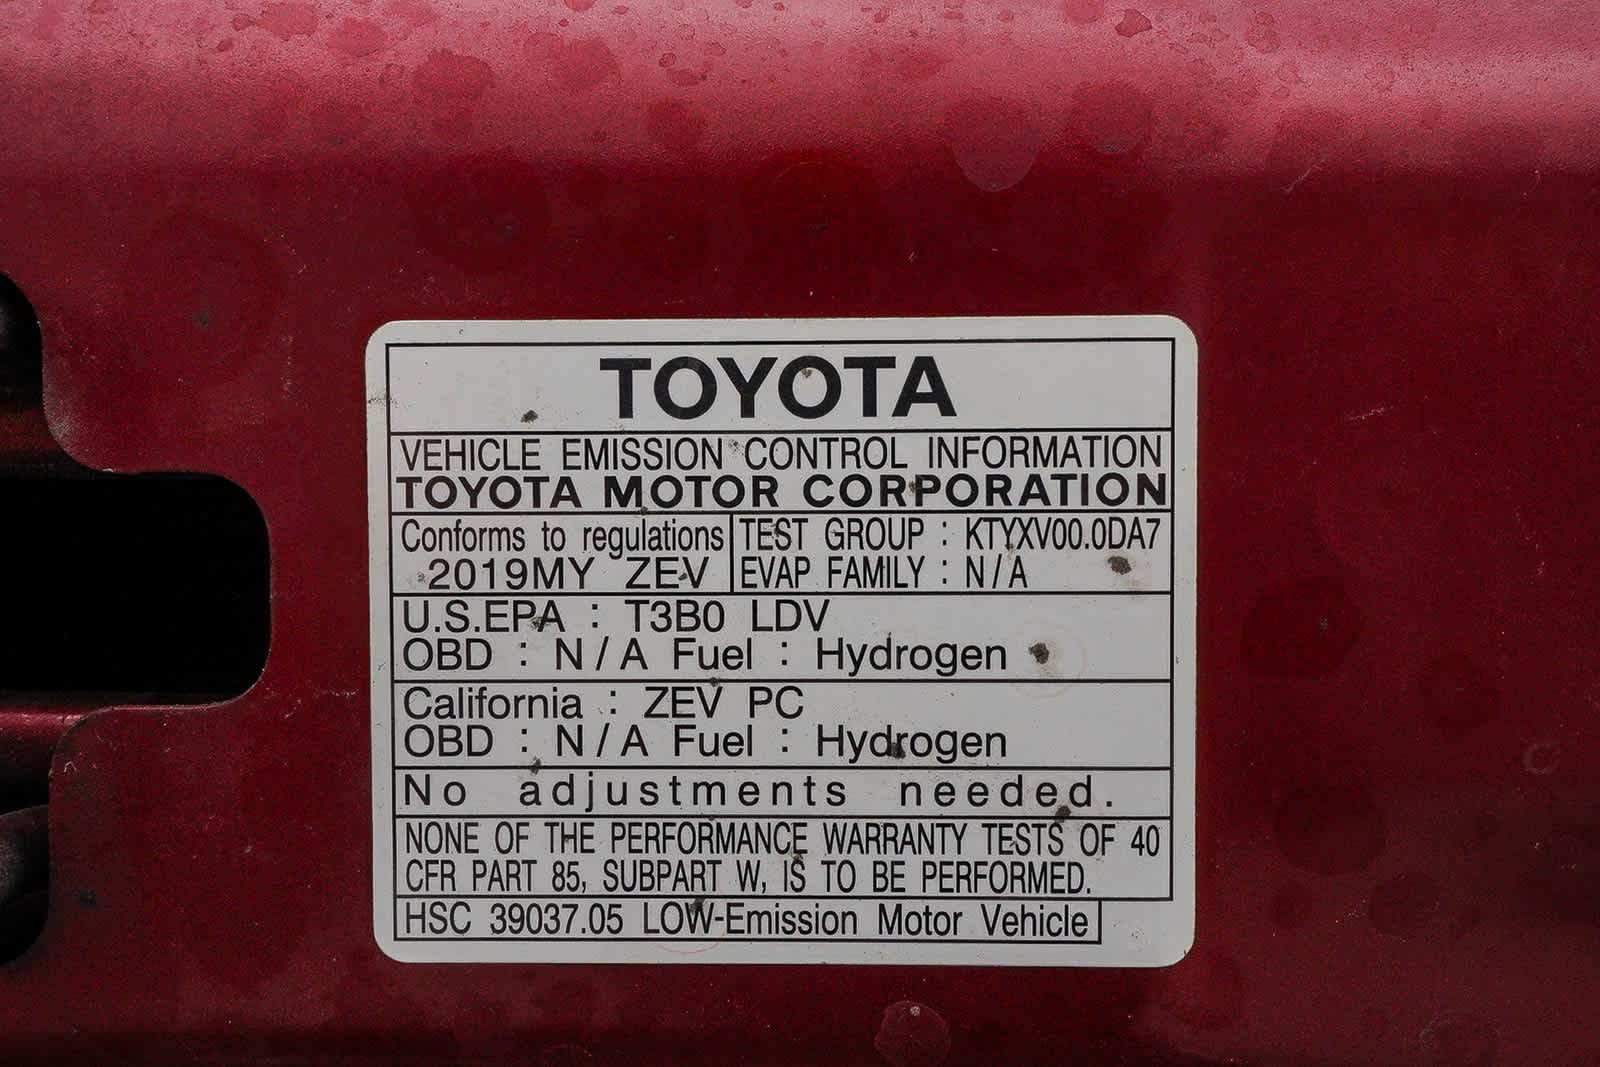 TOYOTA
VEHICLE EMISSION CONTROL INFORMATION
TOYOTA MOTOR CORPORATION
Conforms to regulations
2019MY ZEV
TEST GROUP : KTYXV00.0DA7
EVAP FAMILY : N/A
U.S.EPA : T3B0 LDV
OBD : N/A Fuel : Hydrogen
California : ZEV PC
OBD : N/A Fuel : Hydrogen
No adjustments needed.
NONE OF THE PERFORMANCE WARRANTY TESTS OF 40
CFR PART 85, SUBPART W, IS TO BE PERFORMED.
HSC 39037.05 LOW-Emission Motor Vehicle